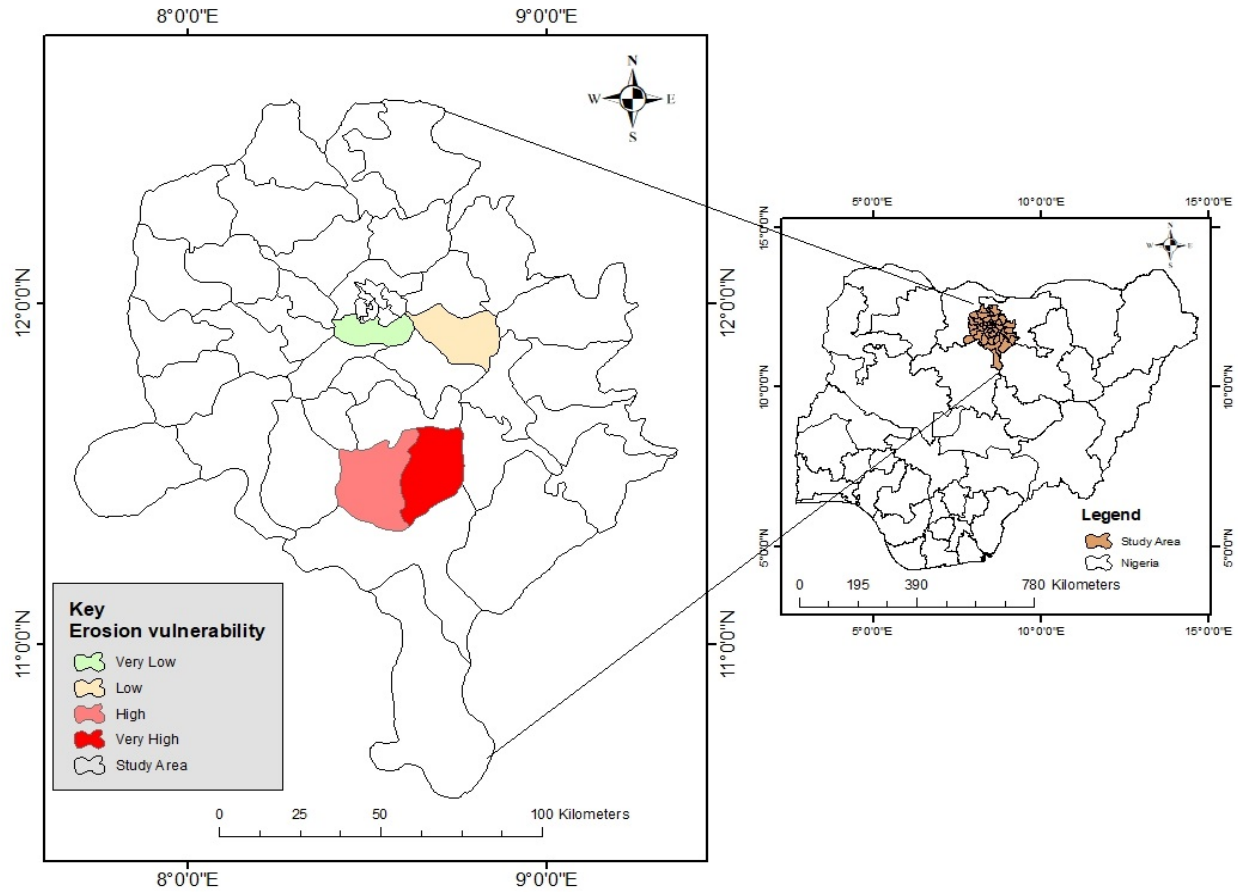 8°0'0"E 9°0'0"E
N
W E
S
12°0'0"N 12°0'0"N
11°0'0"N 11°0'0"N
Key
Erosion vulnerability
Very Low
Low
High
Very High
Study Area
0 25 50 100 Kilometers
8°0'0"E 9°0'0"E
5°0'0"E 10°0'0"E 15°0'0"E
15°0'0"N 15°0'0"N
N
W E
S
10°0'0"N 10°0'0"N
5°0'0"N 5°0'0"N
Legend
Study Area
Nigeria
0 195 390 780 Kilometers
5°0'0"E 10°0'0"E 15°0'0"E